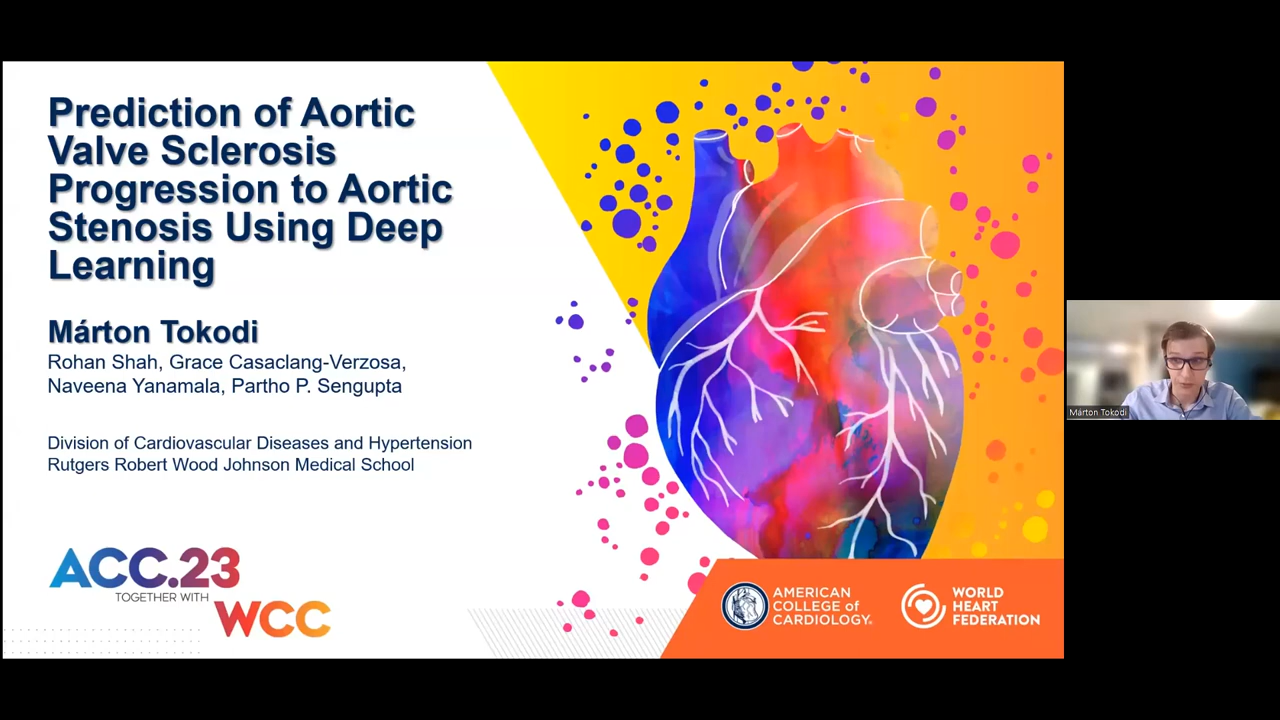 Prediction of Aortic
Valve Sclerosis
Progression to Aortic
Stenosis Using Deep
Learning
Márton Tokodi
Rohan Shah, Grace Casaclang-Verzosa,
Naveena Yanamala, Partho P. Sengupta
Division of Cardiovascular Diseases and Hypertension
Rutgers Robert Wood Johnson Medical School
ACC.23
TOGETHER WITH
WCC
AMERICAN
COLLEGE of
CARDIOLOGY®
WORLD
HEART
FEDERATION
Márton Tokodi